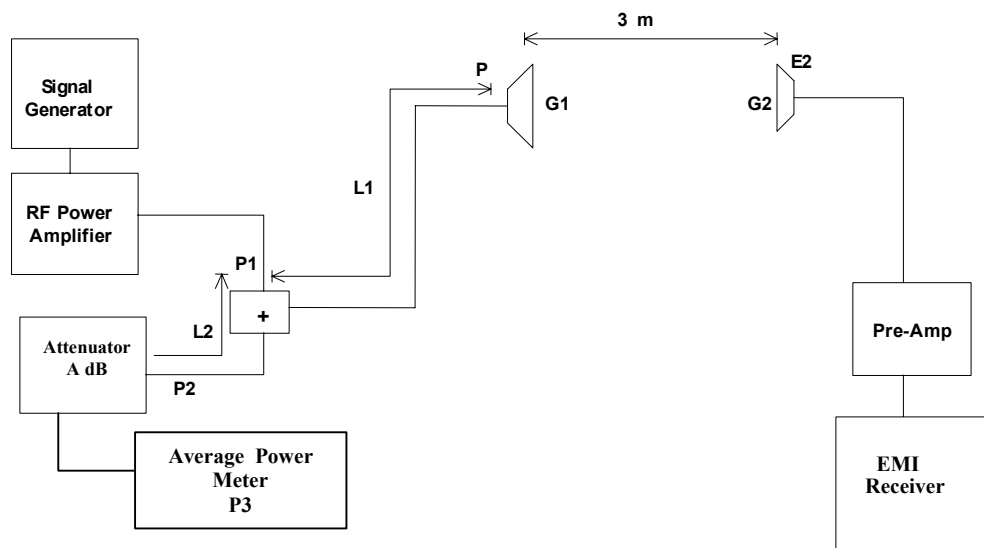 3 m
P
E2
G1
G2
Signal
Generator
L1
RF Power
Amplifier
P1
+
L2
Pre-Amp
Attenuator
A dB
P2
Average Power
Meter
P3
EMI
Receiver